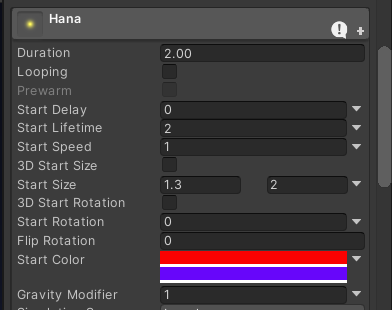 Hana
Duration 2.00
Looping
Prewarm
Start Delay 0
Start Lifetime 2
Start Speed 1
3D Start Size
Start Size 1.3 2
3D Start Rotation
Start Rotation 0
Flip Rotation 0
Start Color
Gravity Modifier 1